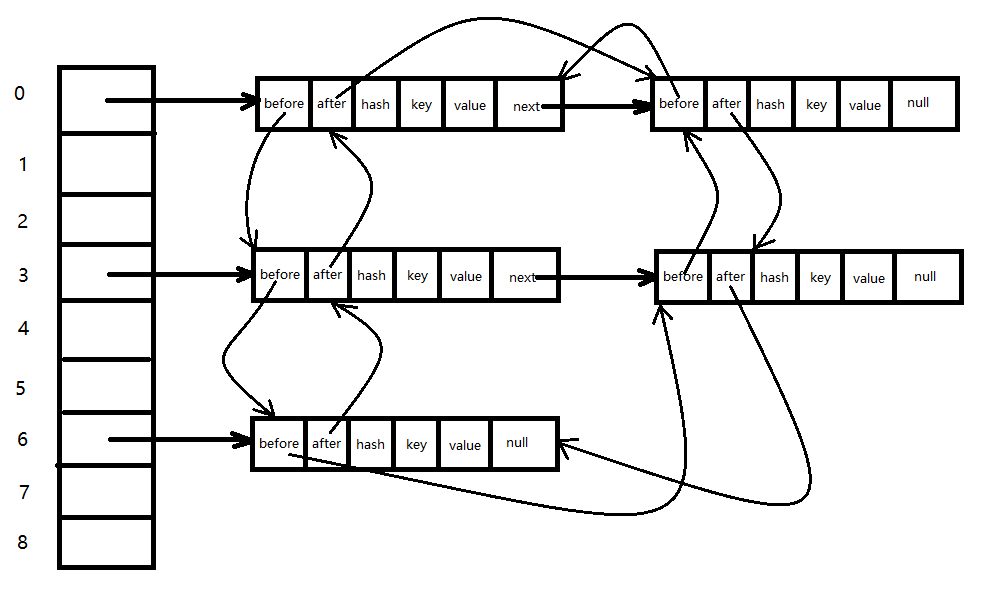 0 before after hash key value next before after hash key value null
1
2
3 before after hash key value next before after hash key value null
4
5
6 before after hash key value null
7
8